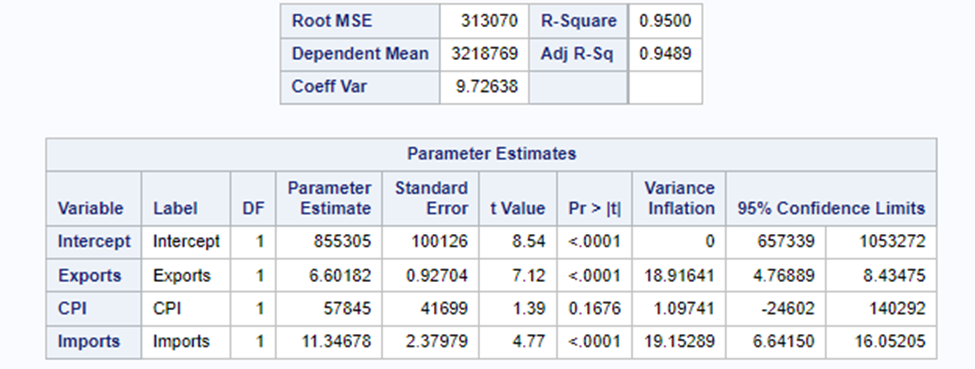 Root MSE 313070 R-Square 0.9500
Dependent Mean 3218769 Adj R-Sq 0.9489
Coeff Var 9.72638
Parameter Estimates
Variable Label DF Parameter Estimate Standard Error t Value Pr > |t| Variance Inflation 95% Confidence Limits
Intercept Intercept 1 855305 100126 8.54 <.0001 0 657339 1053272
Exports Exports 1 6.60182 0.92704 7.12 <.0001 18.91641 4.76889 8.43475
CPI CPI 1 57845 41699 1.39 0.1676 1.09741 -24602 140292
Imports Imports 1 11.34678 2.37979 4.77 <.0001 19.15289 6.64150 16.05205